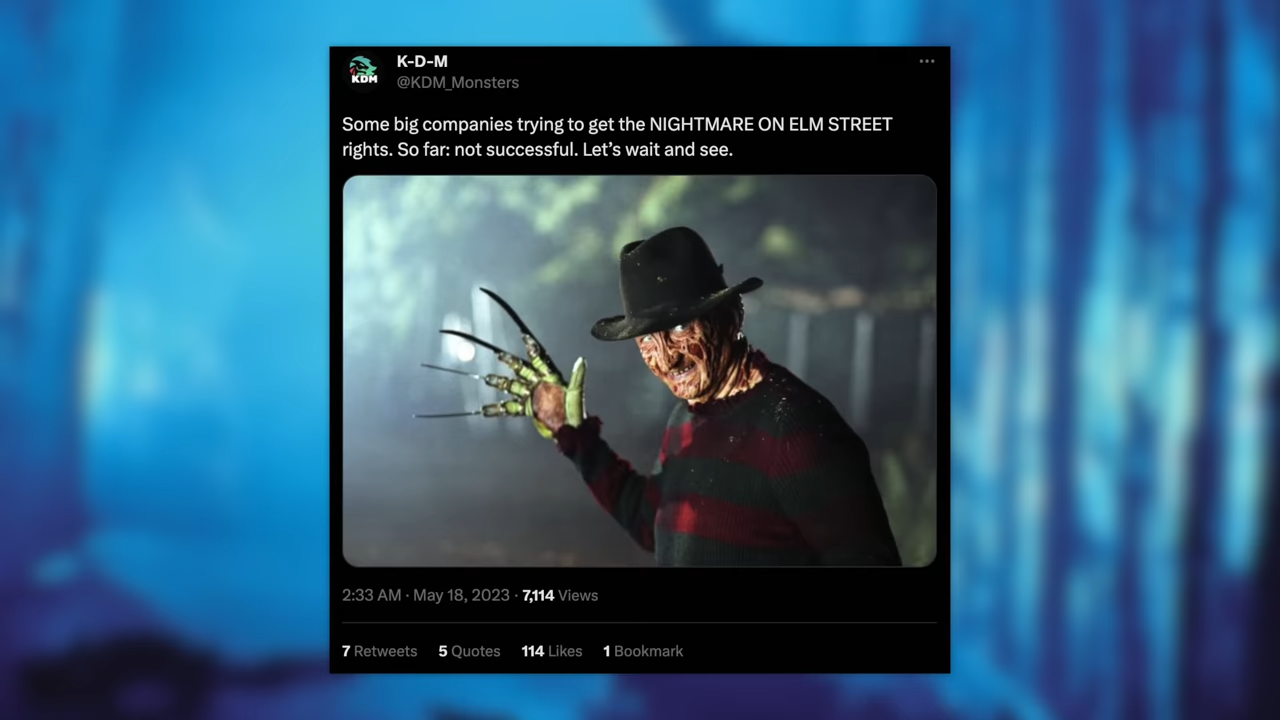 KDM
K-D-M
@KDM_Monsters
Some big companies trying to get the NIGHTMARE ON ELM STREET
rights. So far: not successful. Let’s wait and see.
2:33 AM · May 18, 2023 · 7,114 Views
7 Retweets 5 Quotes 114 Likes 1 Bookmark